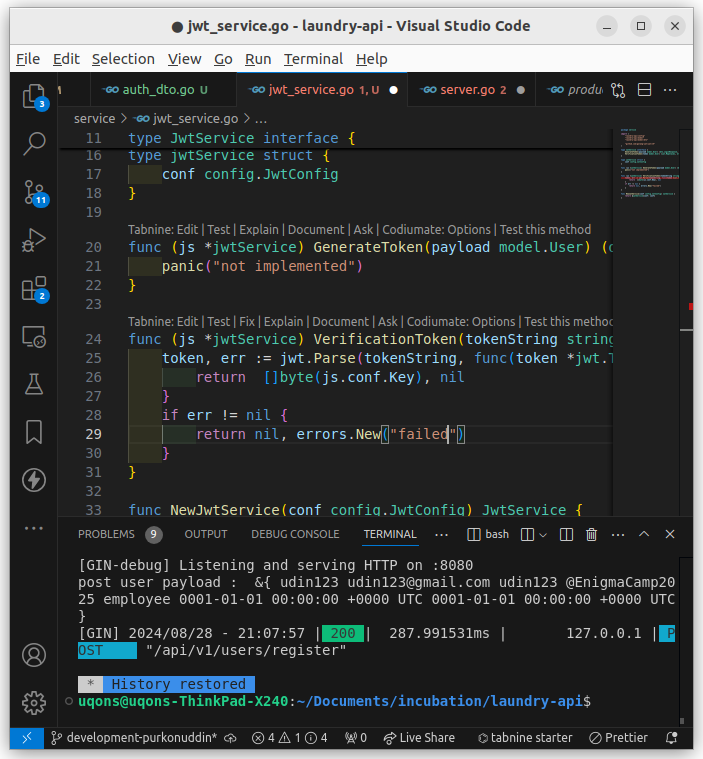 ● jwt_service.go - laundry-api - Visual Studio Code
File Edit Selection View Go Run Terminal Help
M auth_dto.go U jwt_service.go 1, U ● server.go 2 ● produ
service > jwt_service.go > ...
11 type JwtService interface {
16 type jwtService struct {
17 conf config.JwtConfig
18 }
19
Tabnine: Edit | Test | Explain | Document | Ask | Codiumate: Options | Test this method
20 func (js *jwtService) GenerateToken(payload model.User) (
21 panic("not implemented")
22 }
23
Tabnine: Edit | Test | Fix | Explain | Document | Ask | Codiumate: Options | Test this method
24 func (js *jwtService) VerificationToken(tokenString string
25 token, err := jwt.Parse(tokenString, func(token *jwt.T
26 return []byte(js.conf.Key), nil
27 }
28 if err != nil {
29 return nil, errors.New("failed")
30 }
31 }
32
33 func NewJwtService(conf config.JwtConfig) JwtService {
3
11
2
PROBLEMS 9 OUTPUT DEBUG CONSOLE TERMINAL ... bash
[GIN-debug] Listening and serving HTTP on :8080
post user payload : &{ udin123 udin123@gmail.com udin123 @EnigmaCamp20
25 employee 0001-01-01 00:00:00 +0000 UTC 0001-01-01 00:00:00 +0000 UTC
}
[GIN] 2024/08/28 - 21:07:57 | 200 | 287.991531ms | 127.0.0.1 | P
OST "/api/v1/users/register"
* History restored
uqons@uqons-ThinkPad-X240:~/Documents/incubation/laundry-api$
development-purkonuddin* 4 1 4 0 Live Share tabnine starter Prettier